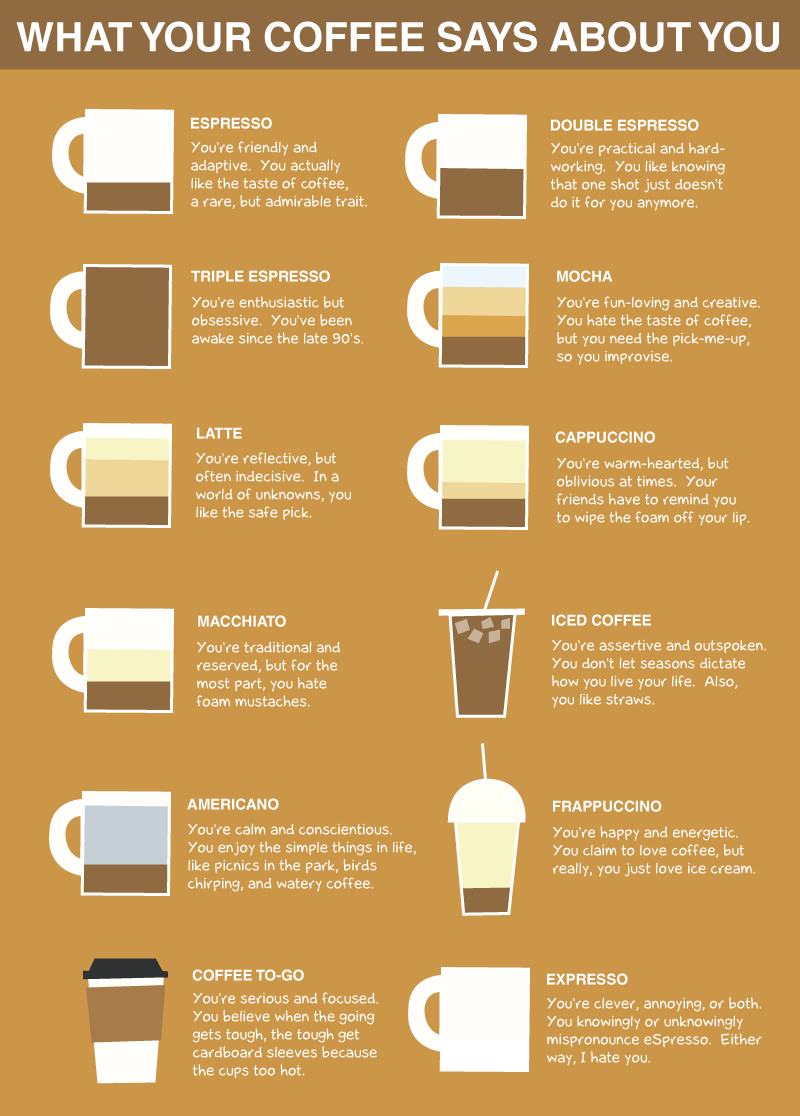 WHAT YOUR COFFEE SAYS ABOUT YOU
ESPRESSO
You're friendly and
adaptive. You actually
like the taste of coffee,
a rare, but admirable trait.
DOUBLE ESPRESSO
You're practical and hard-
working. You like knowing
that one shot just doesn't
do it for you anymore.
TRIPLE ESPRESSO
You're enthusiastic but
obsessive. You've been
awake since the late 90's.
MOCHA
You're fun-loving and creative.
You hate the taste of coffee,
but you need the pick-me-up,
so you improvise.
LATTE
You're reflective, but
often indecisive. In a
world of unknowns, you
like the safe pick.
CAPPUCCINO
You're warm-hearted, but
oblivious at times. Your
friends have to remind you
to wipe the foam off your lip.
MACCHIATO
You're traditional and
reserved, but for the
most part, you hate
foam mustaches.
ICED COFFEE
You're assertive and outspoken.
You don't let seasons dictate
how you live your life. Also,
you like straws.
AMERICANO
You're calm and conscientious.
You enjoy the simple things in life,
like picnics in the park, birds
chirping, and watery coffee.
FRAPPUCCINO
You're happy and energetic.
You claim to love coffee, but
really, you just love ice cream.
COFFEE TO-GO
You're serious and focused.
You believe when the going
gets tough, the tough get
cardboard sleeves because
the cups too hot.
EXPRESSO
You're clever, annoying, or both.
You knowingly or unknowingly
mispronounce eSpresso. Either
way, I hate you.